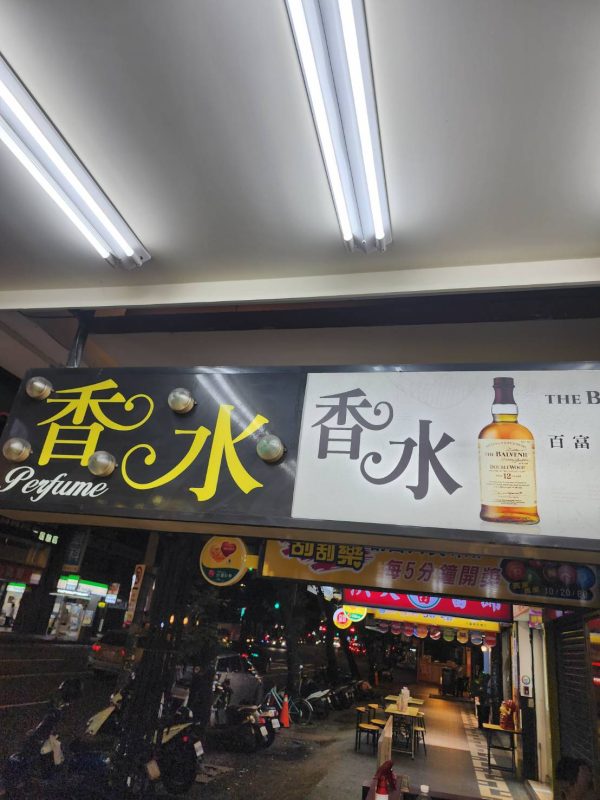 香水
Perfume
香水
THE B
百富
THE BALVENIE
DOUBLEWOOD
12
刮刮樂
每5分鐘開獎